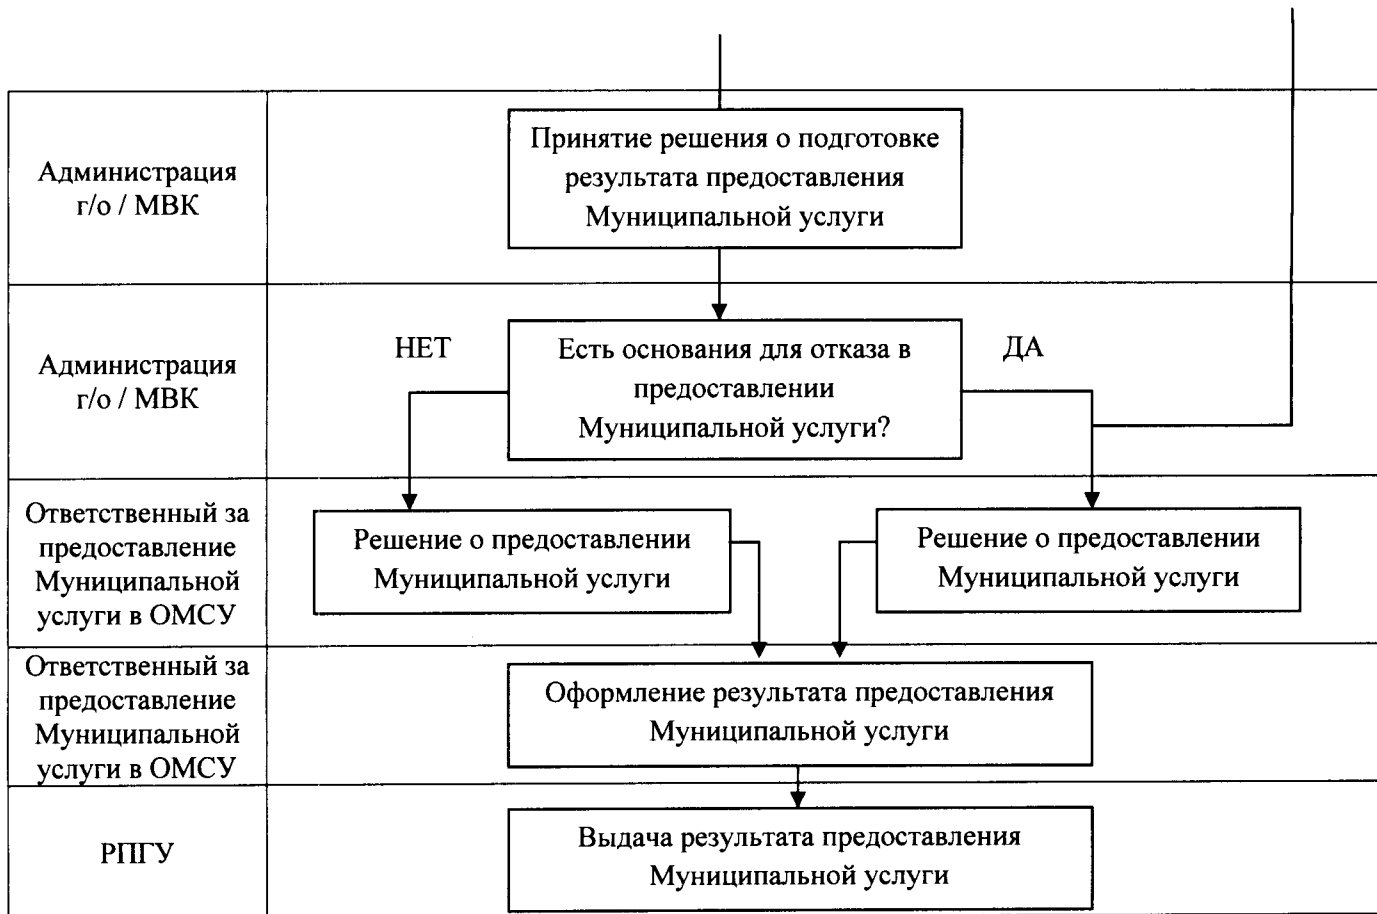 Администрация
г/о / МВК
Принятие решения о подготовке
результата предоставления
Муниципальной услуги
Администрация
г/о / МВК
НЕТ
Есть основания для отказа в
предоставлении
Муниципальной услуги?
ДА
Ответственный за
предоставление
Муниципальной
услуги в ОМСУ
Решение о предоставлении
Муниципальной услуги
Решение о предоставлении
Муниципальной услуги
Ответственный за
предоставление
Муниципальной
услуги в ОМСУ
Оформление результата предоставления
Муниципальной услуги
РПГУ
Выдача результата предоставления
Муниципальной услуги